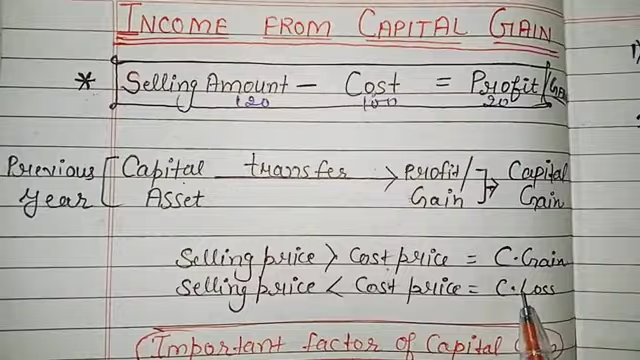 INCOME FROM CAPITAL GAIN
* Selling Amount - Cost = Profit/Gain
120 100 20
Previous [ Capital transfer > Profit/ ] Capital
Year Asset Gain Gain
Selling price > Cost price = C.Gain
Selling price < Cost price = C.Loss
(Important factor of Capital